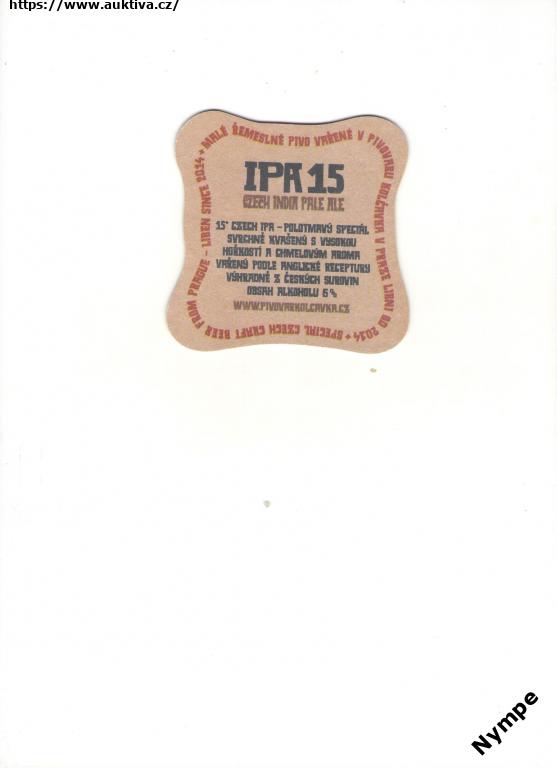 https://www.auktiva.cz/
MALÉ ŘEMESLNÉ PIVO VAŘENÉ V PIVOVARU KOLČAVKA V PRAZE LIBNI OD 2014 + SPECIAL CZECH CRAFT BEER FROM PRAGUE - LIBEN SINCE 2014 +
IPA 15
CZECH INDIA PALE ALE
15° CZECH IPA - POLOTMAVÝ SPECIÁL
SVRCHNĚ KVAŠENÝ S VYSOKOU
HOŘKOSTÍ A CHMELOVÝM AROMA
VAŘENÝ PODLE ANGLICKÉ RECEPTURY
VÝHRADNĚ Z ČESKÝCH SUROVIN
OBSAH ALKOHOLU 6%
WWW.PIVOVARKOLCAVKA.CZ
Nympe